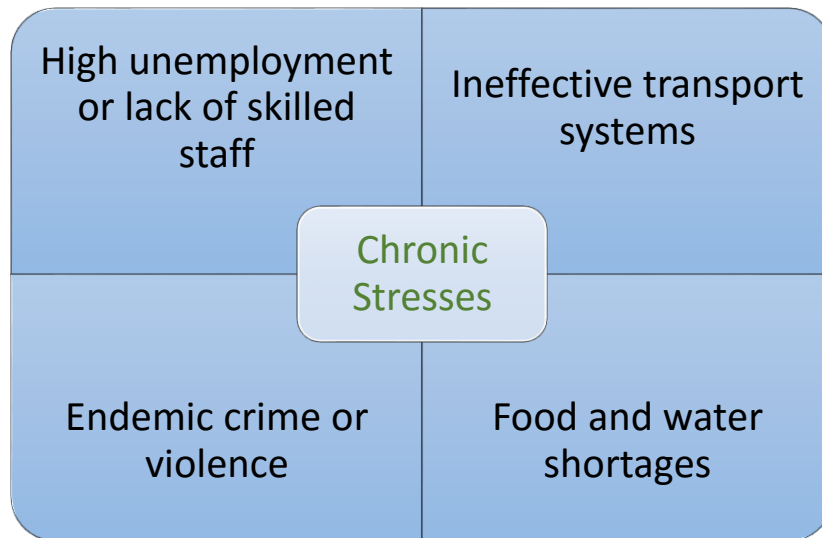 High unemployment
or lack of skilled
staff
Ineffective transport
systems
Chronic
Stresses
Endemic crime or
violence
Food and water
shortages